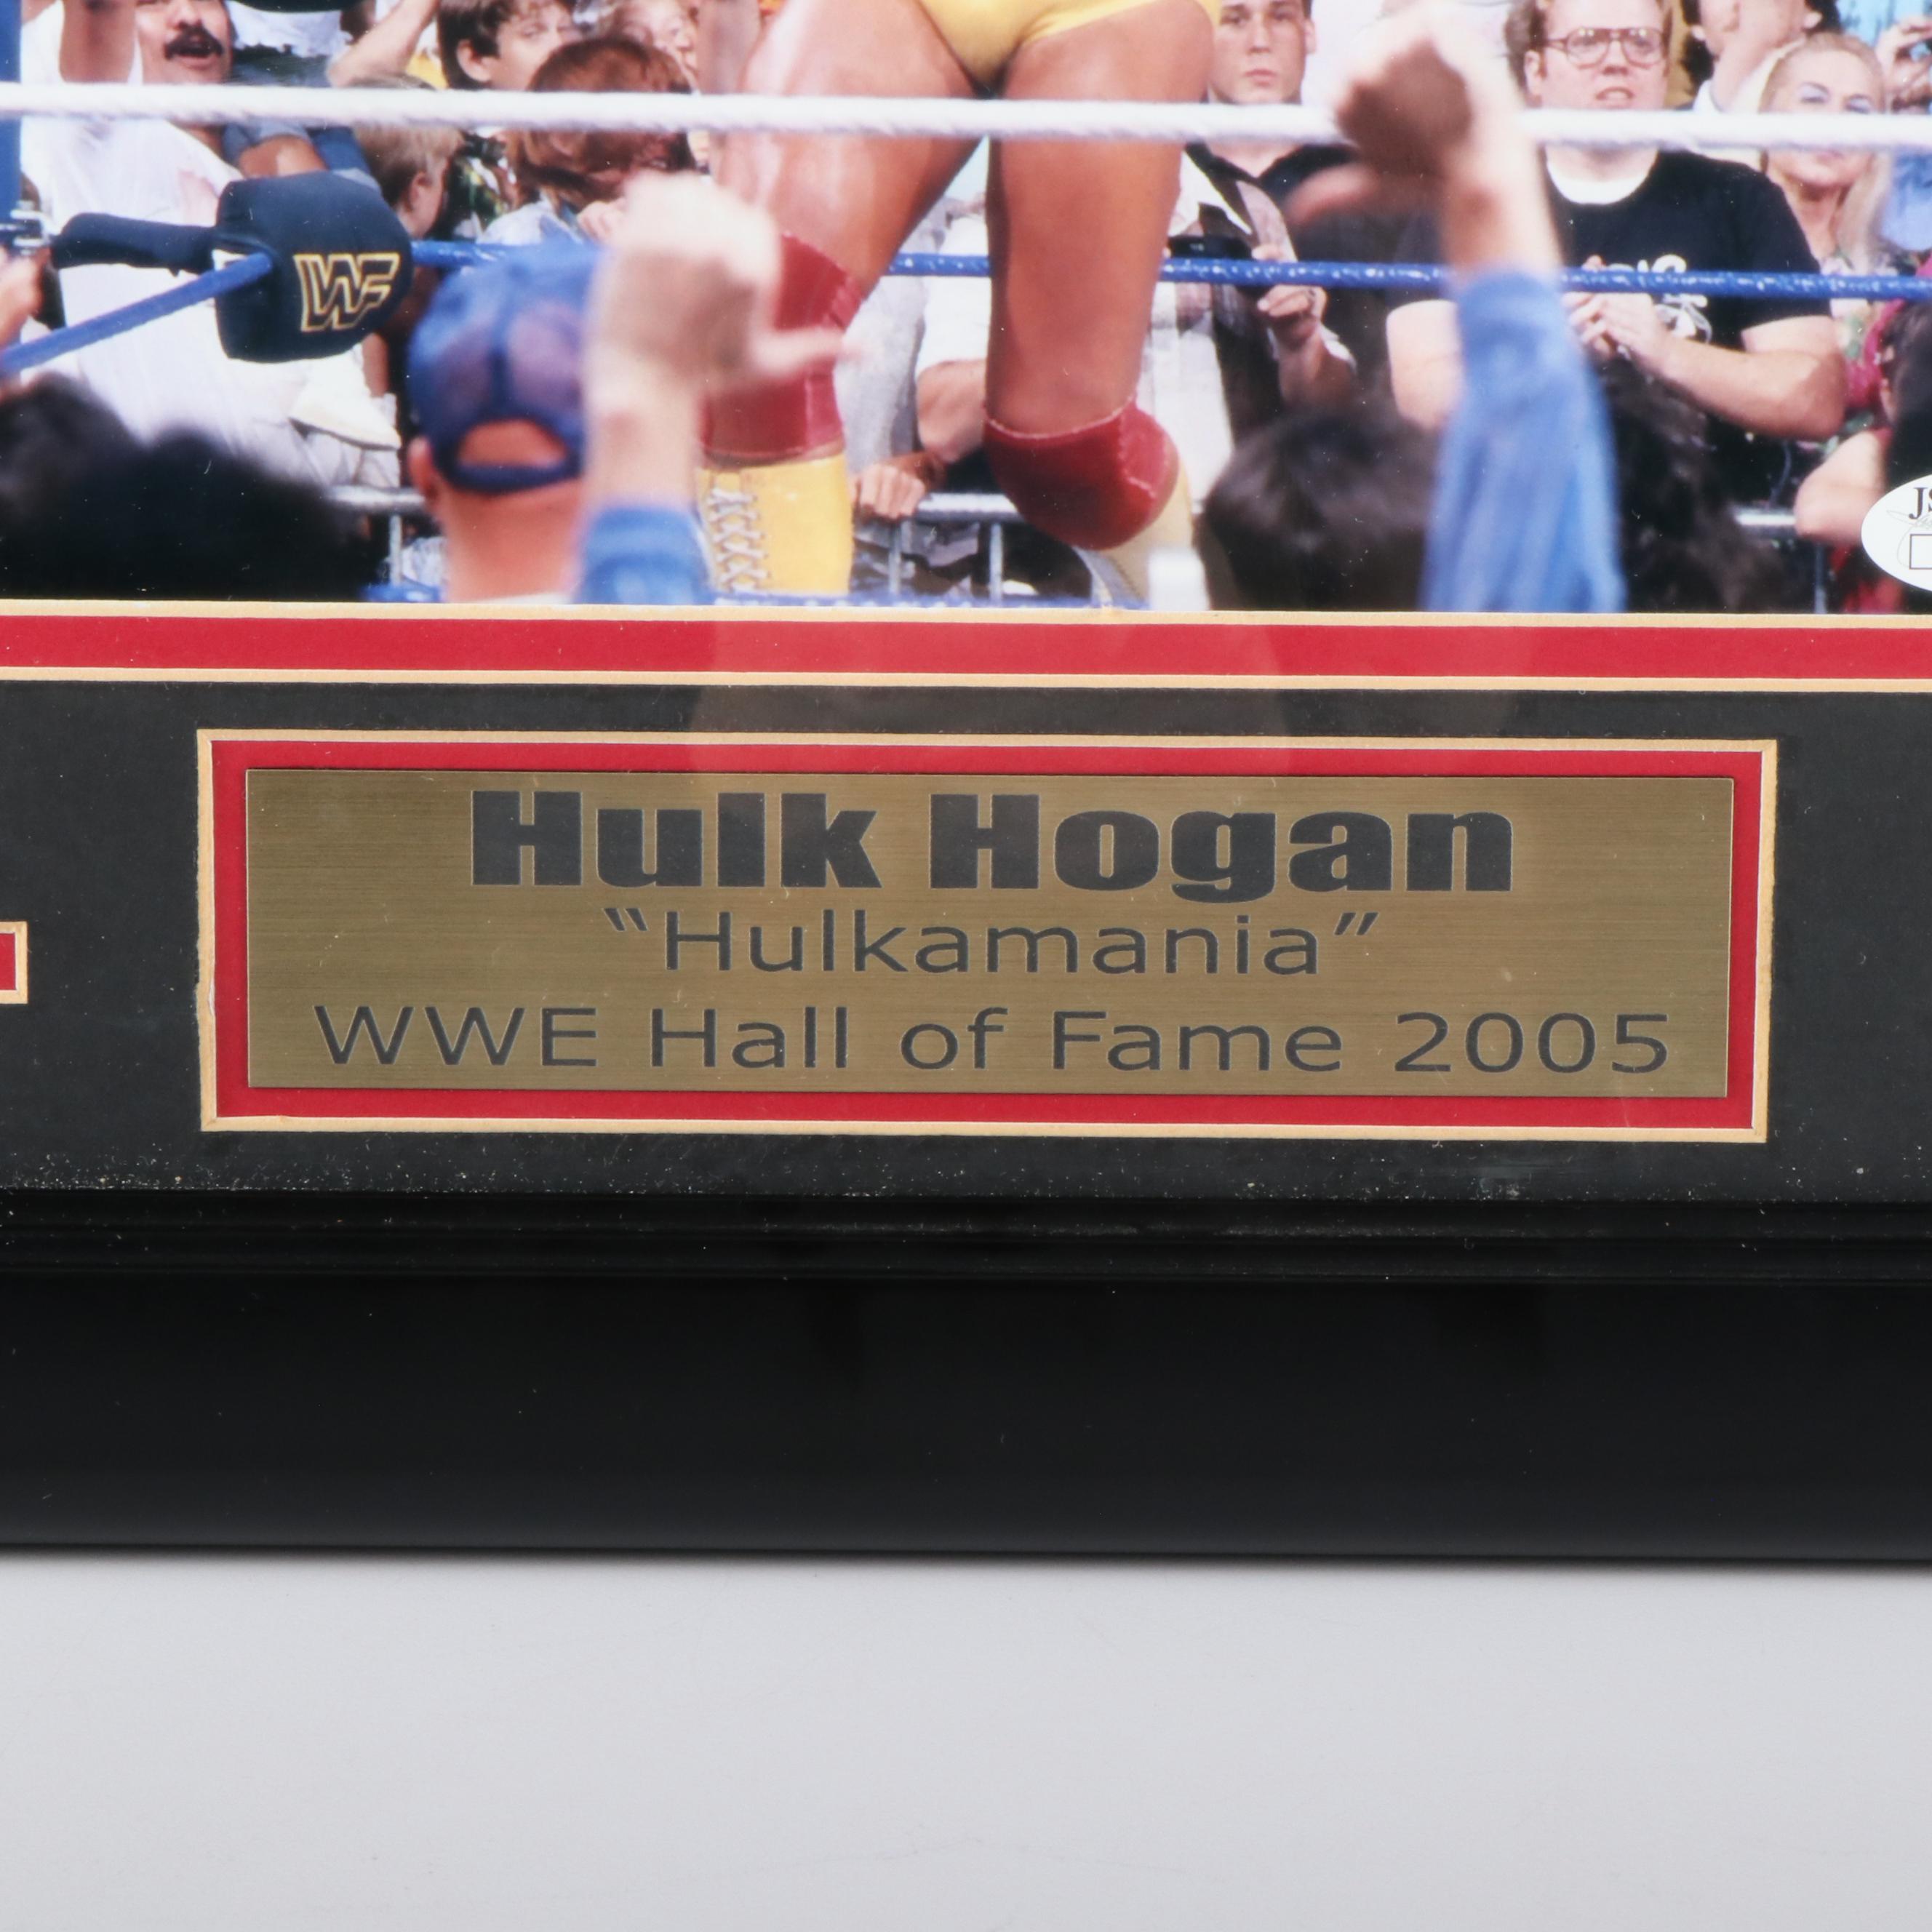 WF
Hulk Hogan
"Hulkamania"
WWE Hall of Fame 2005